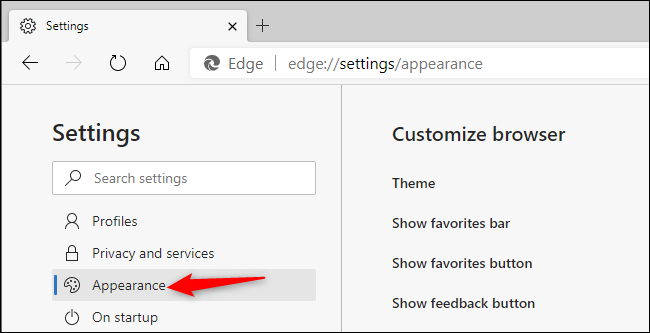 Settings
Edge edge://settings/appearance
Settings
Search settings
Profiles
Privacy and services
Appearance
On startup
Customize browser
Theme
Show favorites bar
Show favorites button
Show feedback button